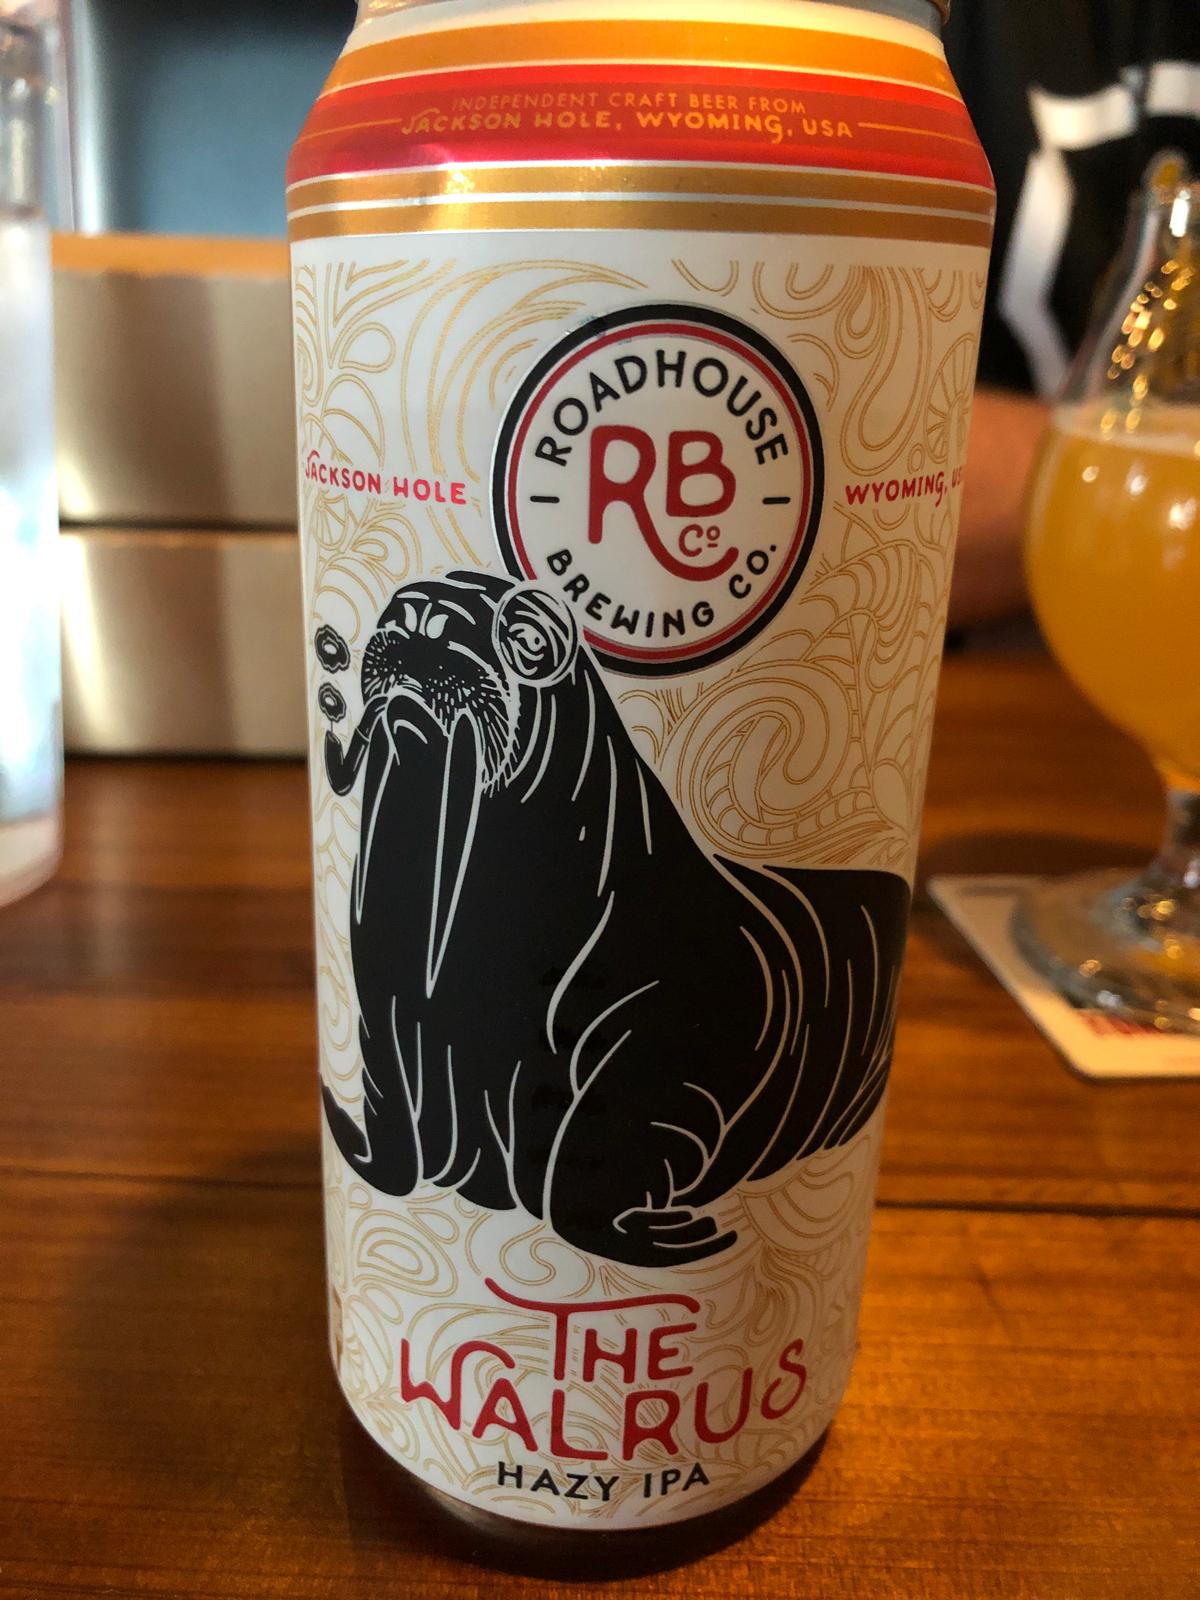 INDEPENDENT CRAFT BEER FROM
JACKSON HOLE, WYOMING, USA
ROADHOUSE
RB
Cº
BREWING CO.
JACKSON HOLE
WYOMING, US
THE
WALRUS
HAZY IPA